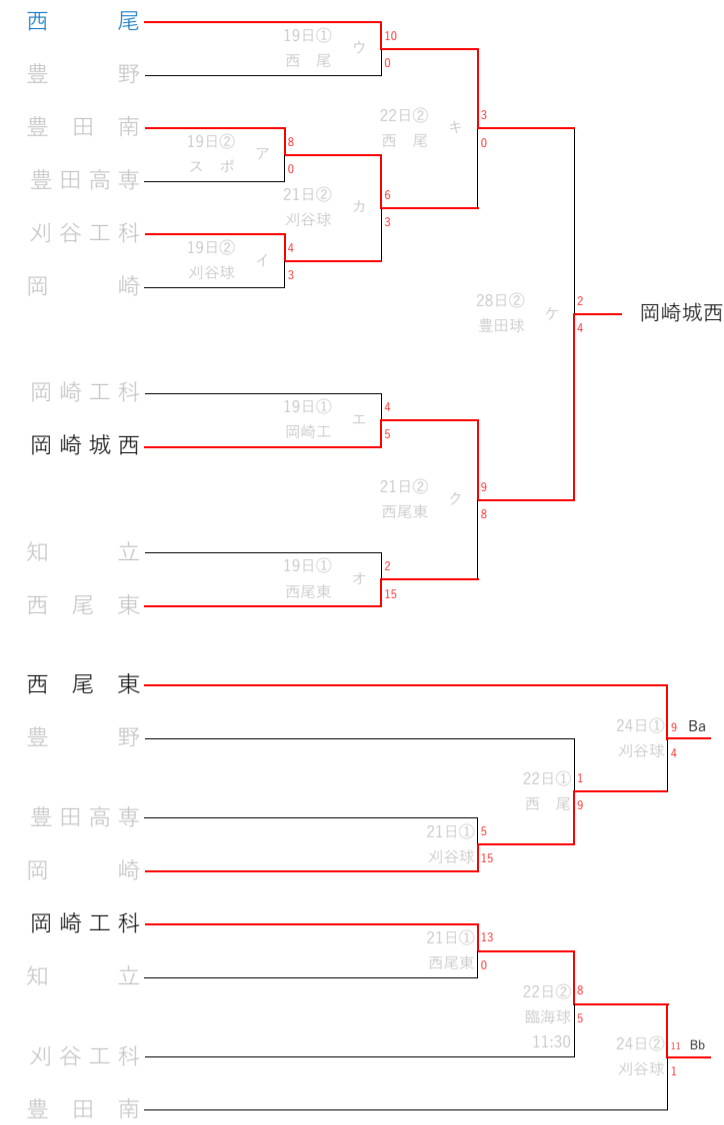 西尾
19日① ウ
西尾
10
0
豊野
豊田南
19日② ア
スポ
8
0
22日② キ
西尾
3
0
豊田高専
21日② カ
刈谷球
6
3
刈谷工科
19日② イ
刈谷球
4
3
岡崎
28日② ケ
豊田球
2
4
岡崎城西
岡崎工科
19日① エ
岡崎工
4
5
岡崎城西
21日② ク
西尾東
9
8
知立
19日① オ
西尾東
2
15
西尾東
西尾東
24日①
刈谷球
9
4
Ba
豊野
22日①
西尾
1
9
豊田高専
21日①
刈谷球
5
15
岡崎
岡崎工科
21日①
西尾東
13
0
知立
22日②
臨海球
11:30
8
5
刈谷工科
24日②
刈谷球
11
1
Bb
豊田南